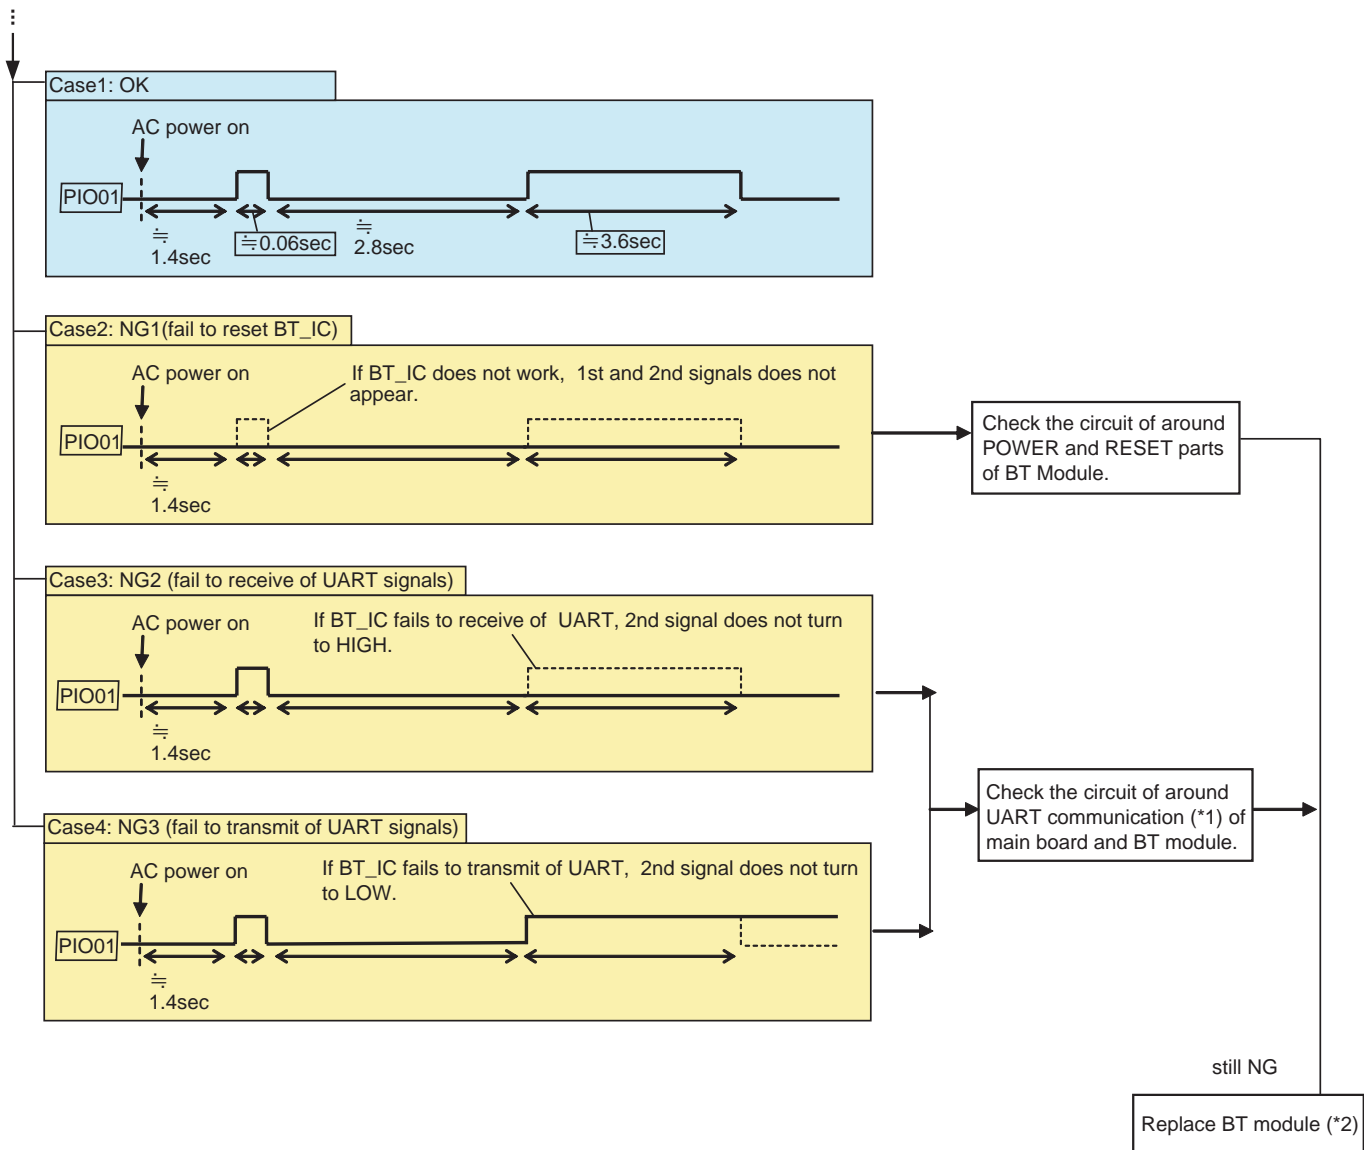 Case1: OK
AC power on
PIO01
≒
1.4sec
≒0.06sec
≒
2.8sec
≒3.6sec
Case2: NG1(fail to reset BT_IC)
AC power on
If BT_IC does not work, 1st and 2nd signals does not
appear.
PIO01
≒
1.4sec
Check the circuit of around
POWER and RESET parts
of BT Module.
Case3: NG2 (fail to receive of UART signals)
AC power on
If BT_IC fails to receive of UART, 2nd signal does not turn
to HIGH.
PIO01
≒
1.4sec
Case4: NG3 (fail to transmit of UART signals)
AC power on
If BT_IC fails to transmit of UART, 2nd signal does not turn
to LOW.
PIO01
≒
1.4sec
Check the circuit of around
UART communication (*1) of
main board and BT module.
still NG
Replace BT module (*2)